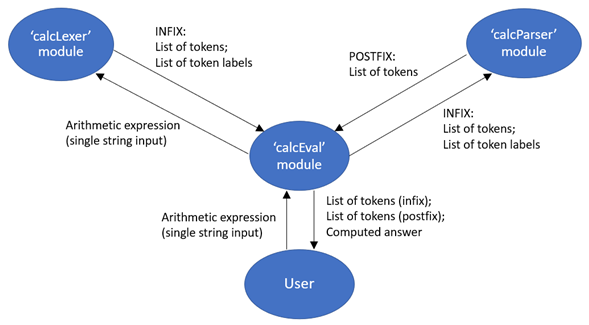 ‘calcLexer’
module
INFIX:
List of tokens;
List of token labels
Arithmetic expression
(single string input)
‘calcParser’
module
POSTFIX:
List of tokens
INFIX:
List of tokens;
List of token labels
‘calcEval’
module
Arithmetic expression
(single string input)
List of tokens (infix);
List of tokens (postfix);
Computed answer
User